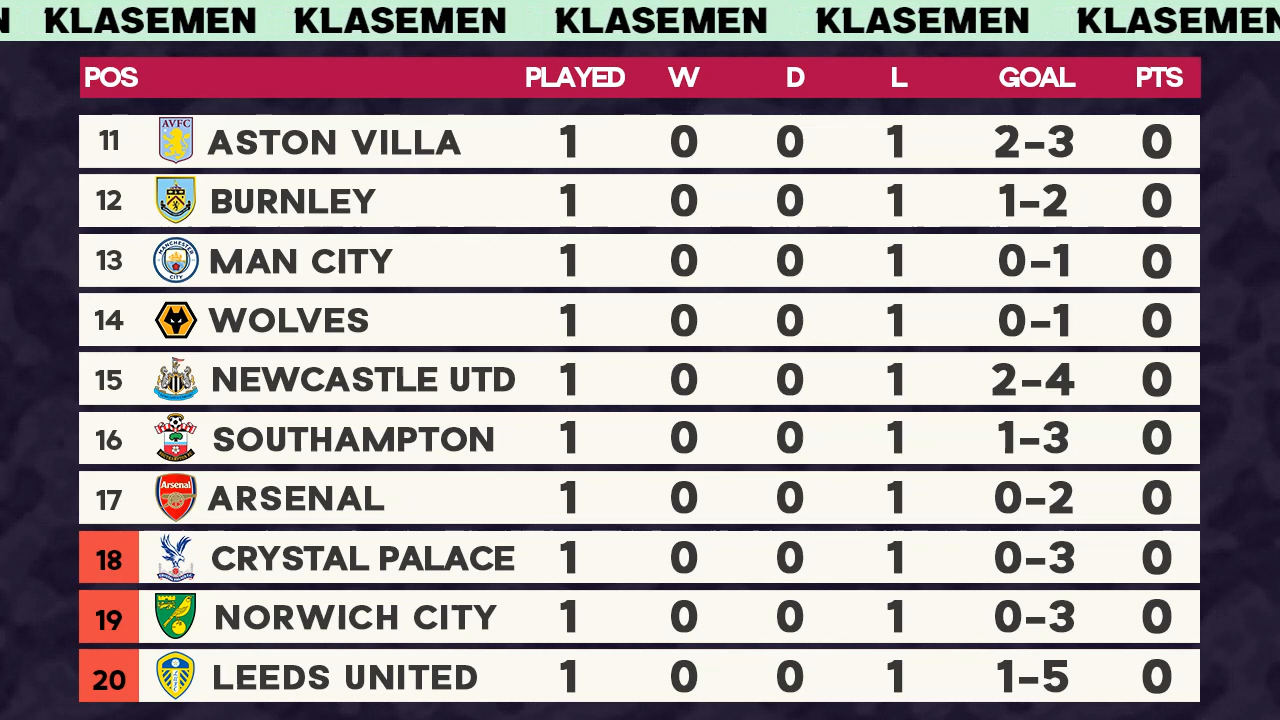 KLASEMEN KLASEMEN KLASEMEN KLASEMEN KLASEMEN
POS PLAYED W D L GOAL PTS
11 AVFC ASTON VILLA 1 0 0 1 2-3 0
12 BURNLEY 1 0 0 1 1-2 0
13 MANCHESTER CITY MAN CITY 1 0 0 1 0-1 0
14 WOLVES 1 0 0 1 0-1 0
15 NEWCASTLE UTD 1 0 0 1 2-4 0
16 SOUTHAMPTON 1 0 0 1 1-3 0
17 Arsenal ARSENAL 1 0 0 1 0-2 0
18 CRYSTAL PALACE 1 0 0 1 0-3 0
19 NORWICH CITY 1 0 0 1 0-3 0
20 LEEDS UNITED 1 0 0 1 1-5 0